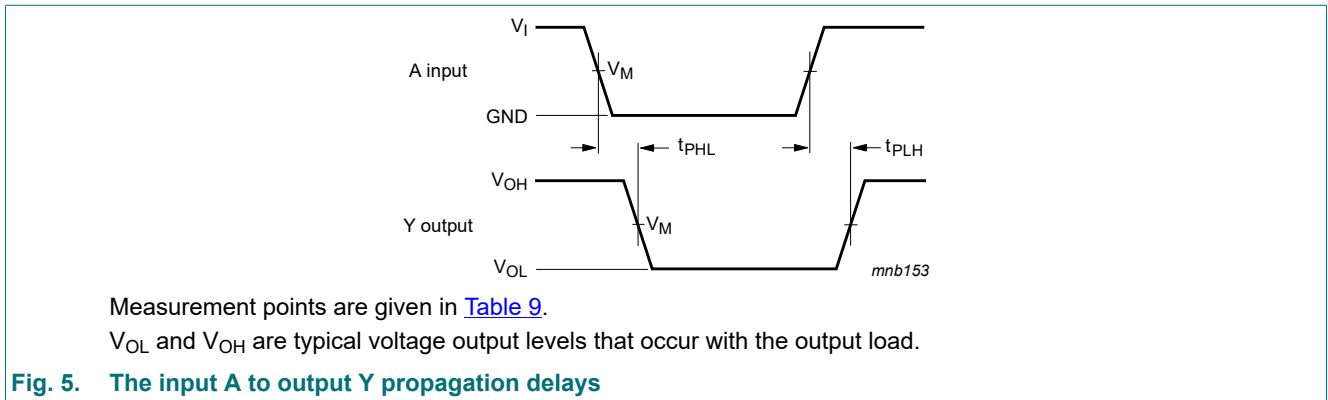 VI
A input
VM
GND
tPHL
tPLH
VOH
Y output
VM
VOL
mnb153
Measurement points are given in Table 9.
VOL and VOH are typical voltage output levels that occur with the output load.
Fig. 5. The input A to output Y propagation delays